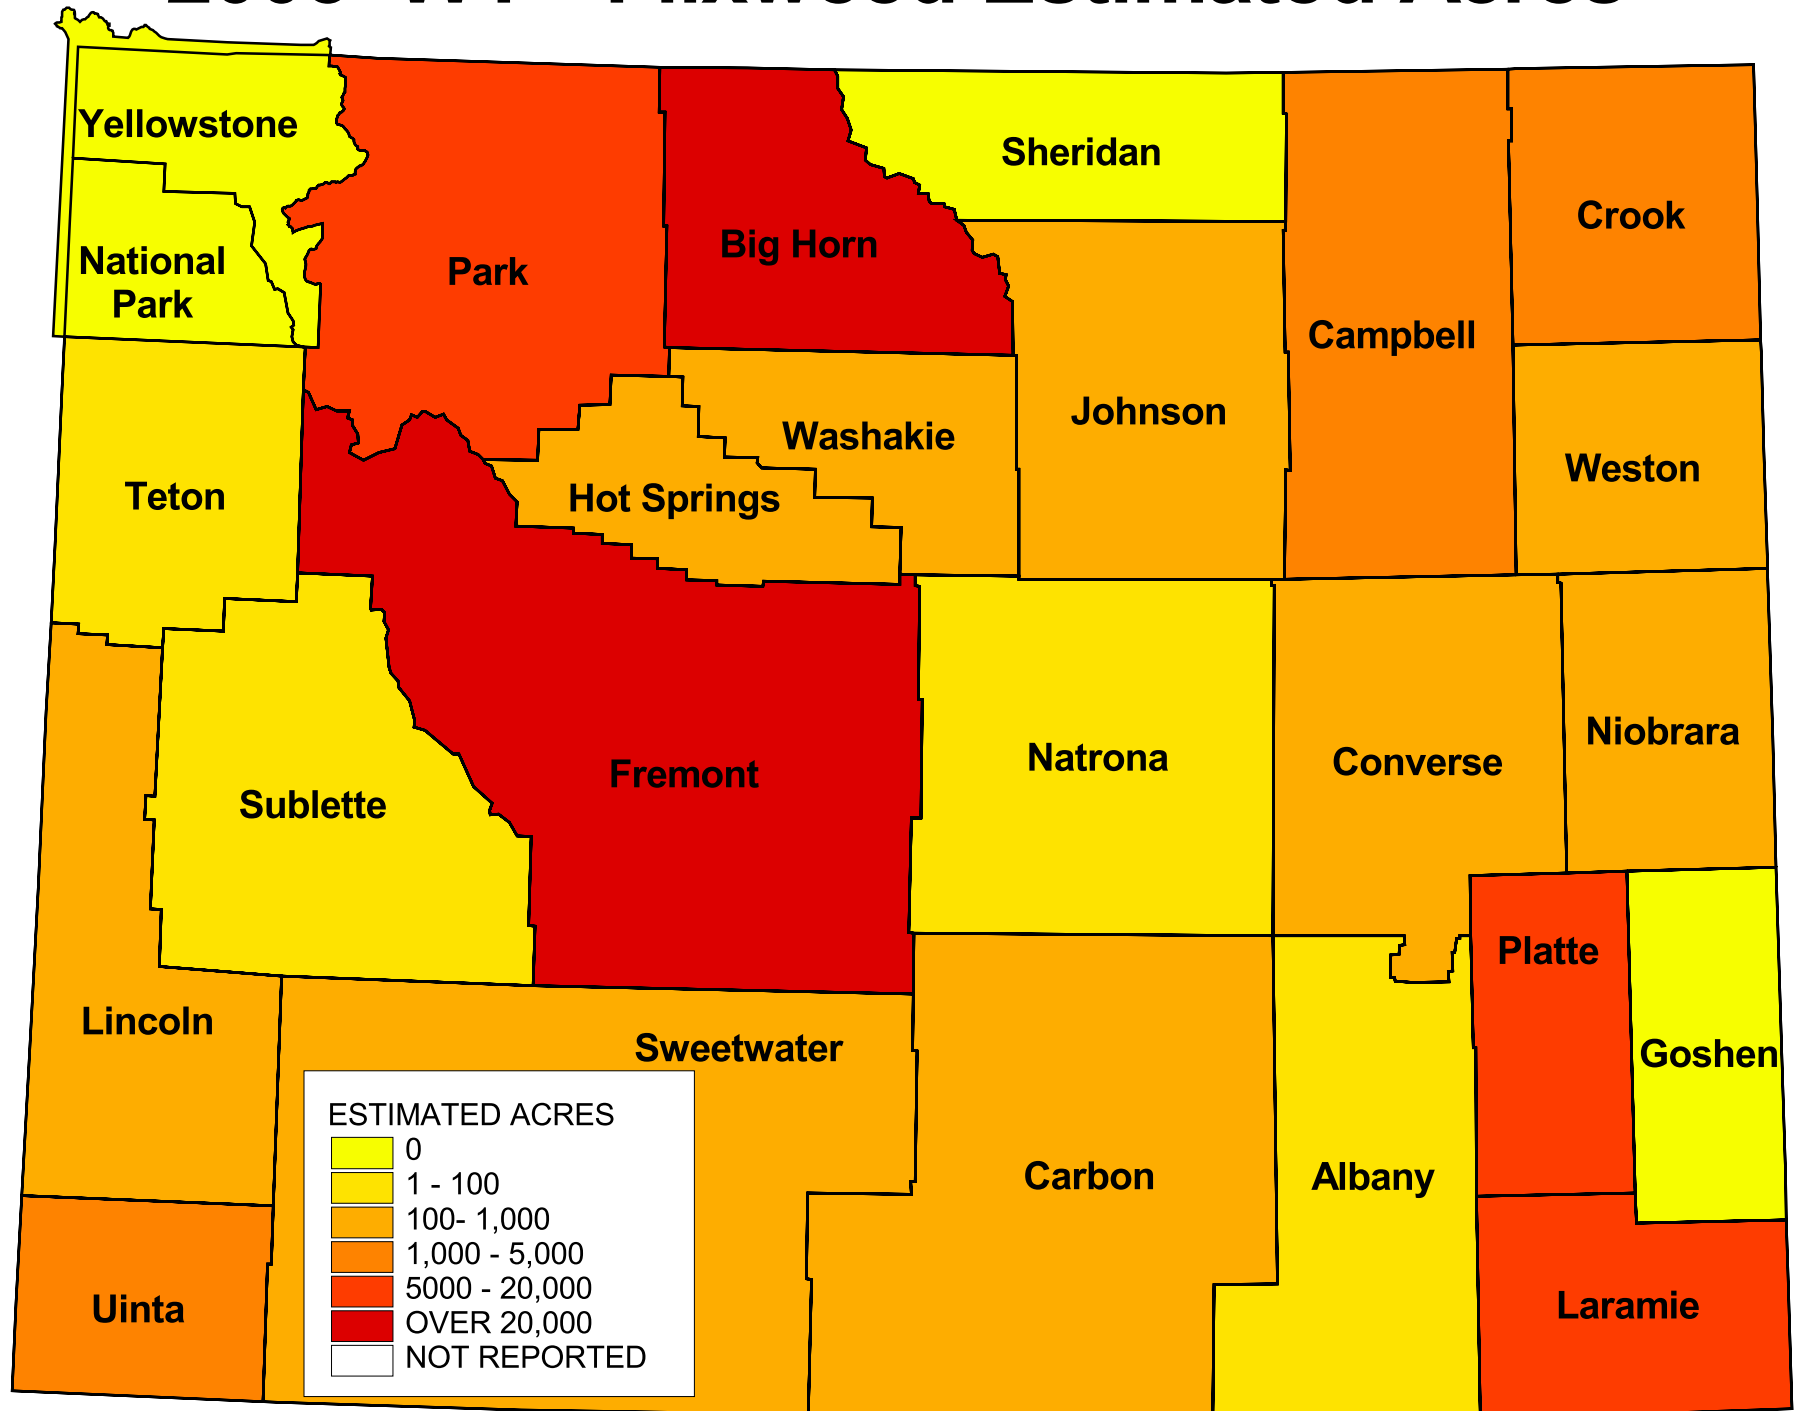 Yellowstone
National
Park
Park
Big Horn
Sheridan
Crook
Campbell
Johnson
Washakie
Hot Springs
Weston
Teton
Sublette
Fremont
Natrona
Converse
Niobrara
Platte
Goshen
Lincoln
Sweetwater
Carbon
Albany
Uinta
Laramie
ESTIMATED ACRES
0
1 - 100
100- 1,000
1,000 - 5,000
5000 - 20,000
OVER 20,000
NOT REPORTED